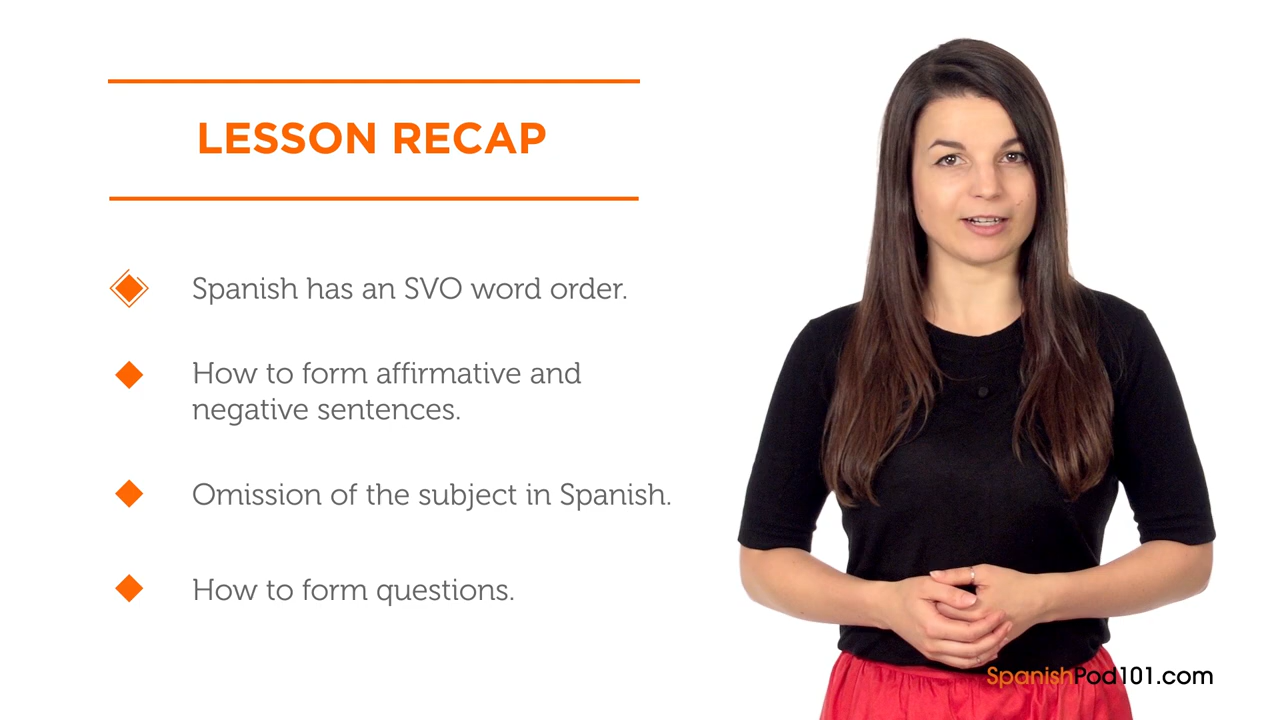 LESSON RECAP
Spanish has an SVO word order.
How to form affirmative and
negative sentences.
Omission of the subject in Spanish.
How to form questions.
SpanishPod101.com